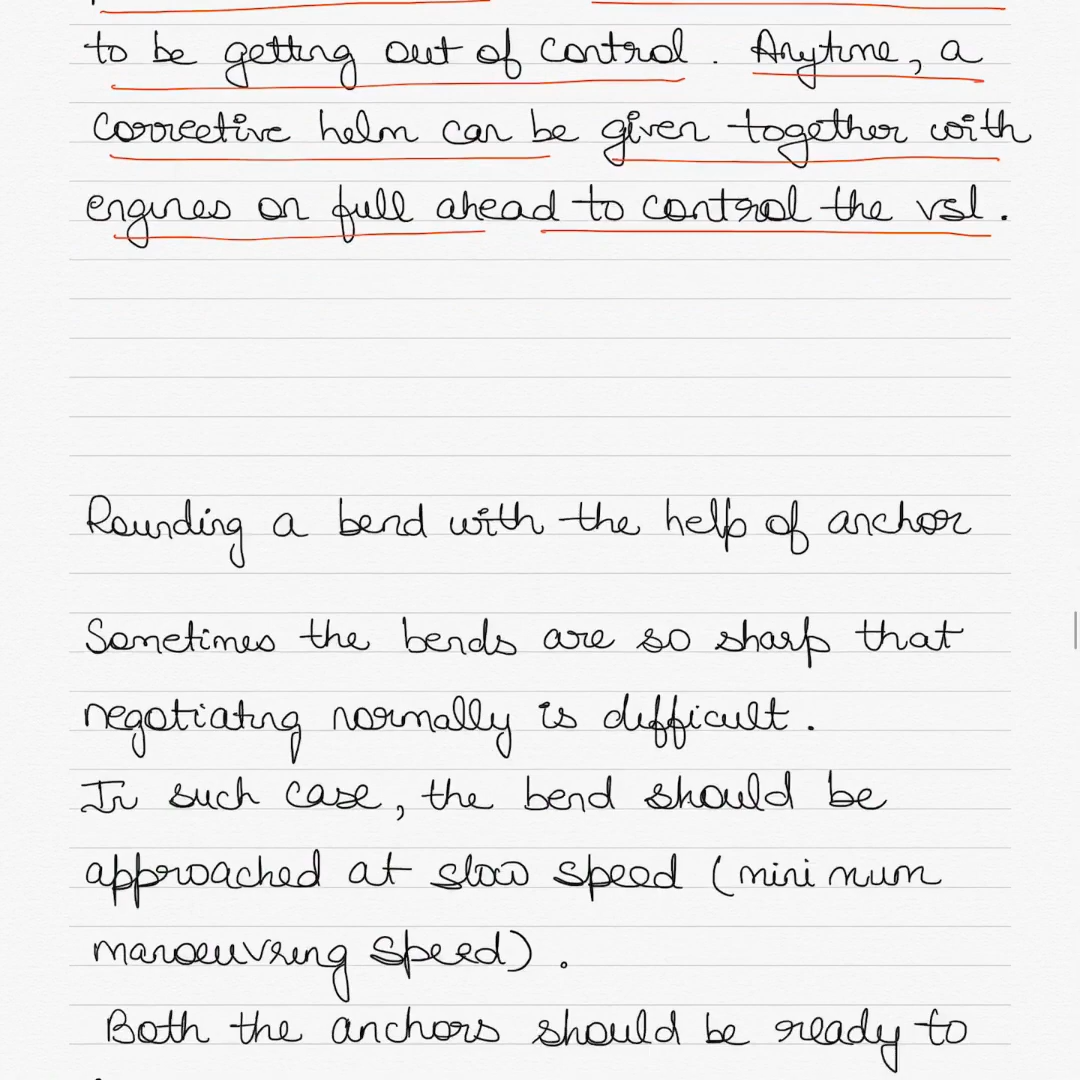 to be getting out of control. Anytime, a
corrective helm can be given together with
engines on full ahead to control the vsl.
Rounding a bend with the help of anchor
Sometimes the bends are so sharp that
negotiating normally is difficult.
In such case, the bend should be
approached at slow speed (minimum
manoeuvring speed).
Both the anchors should be ready to